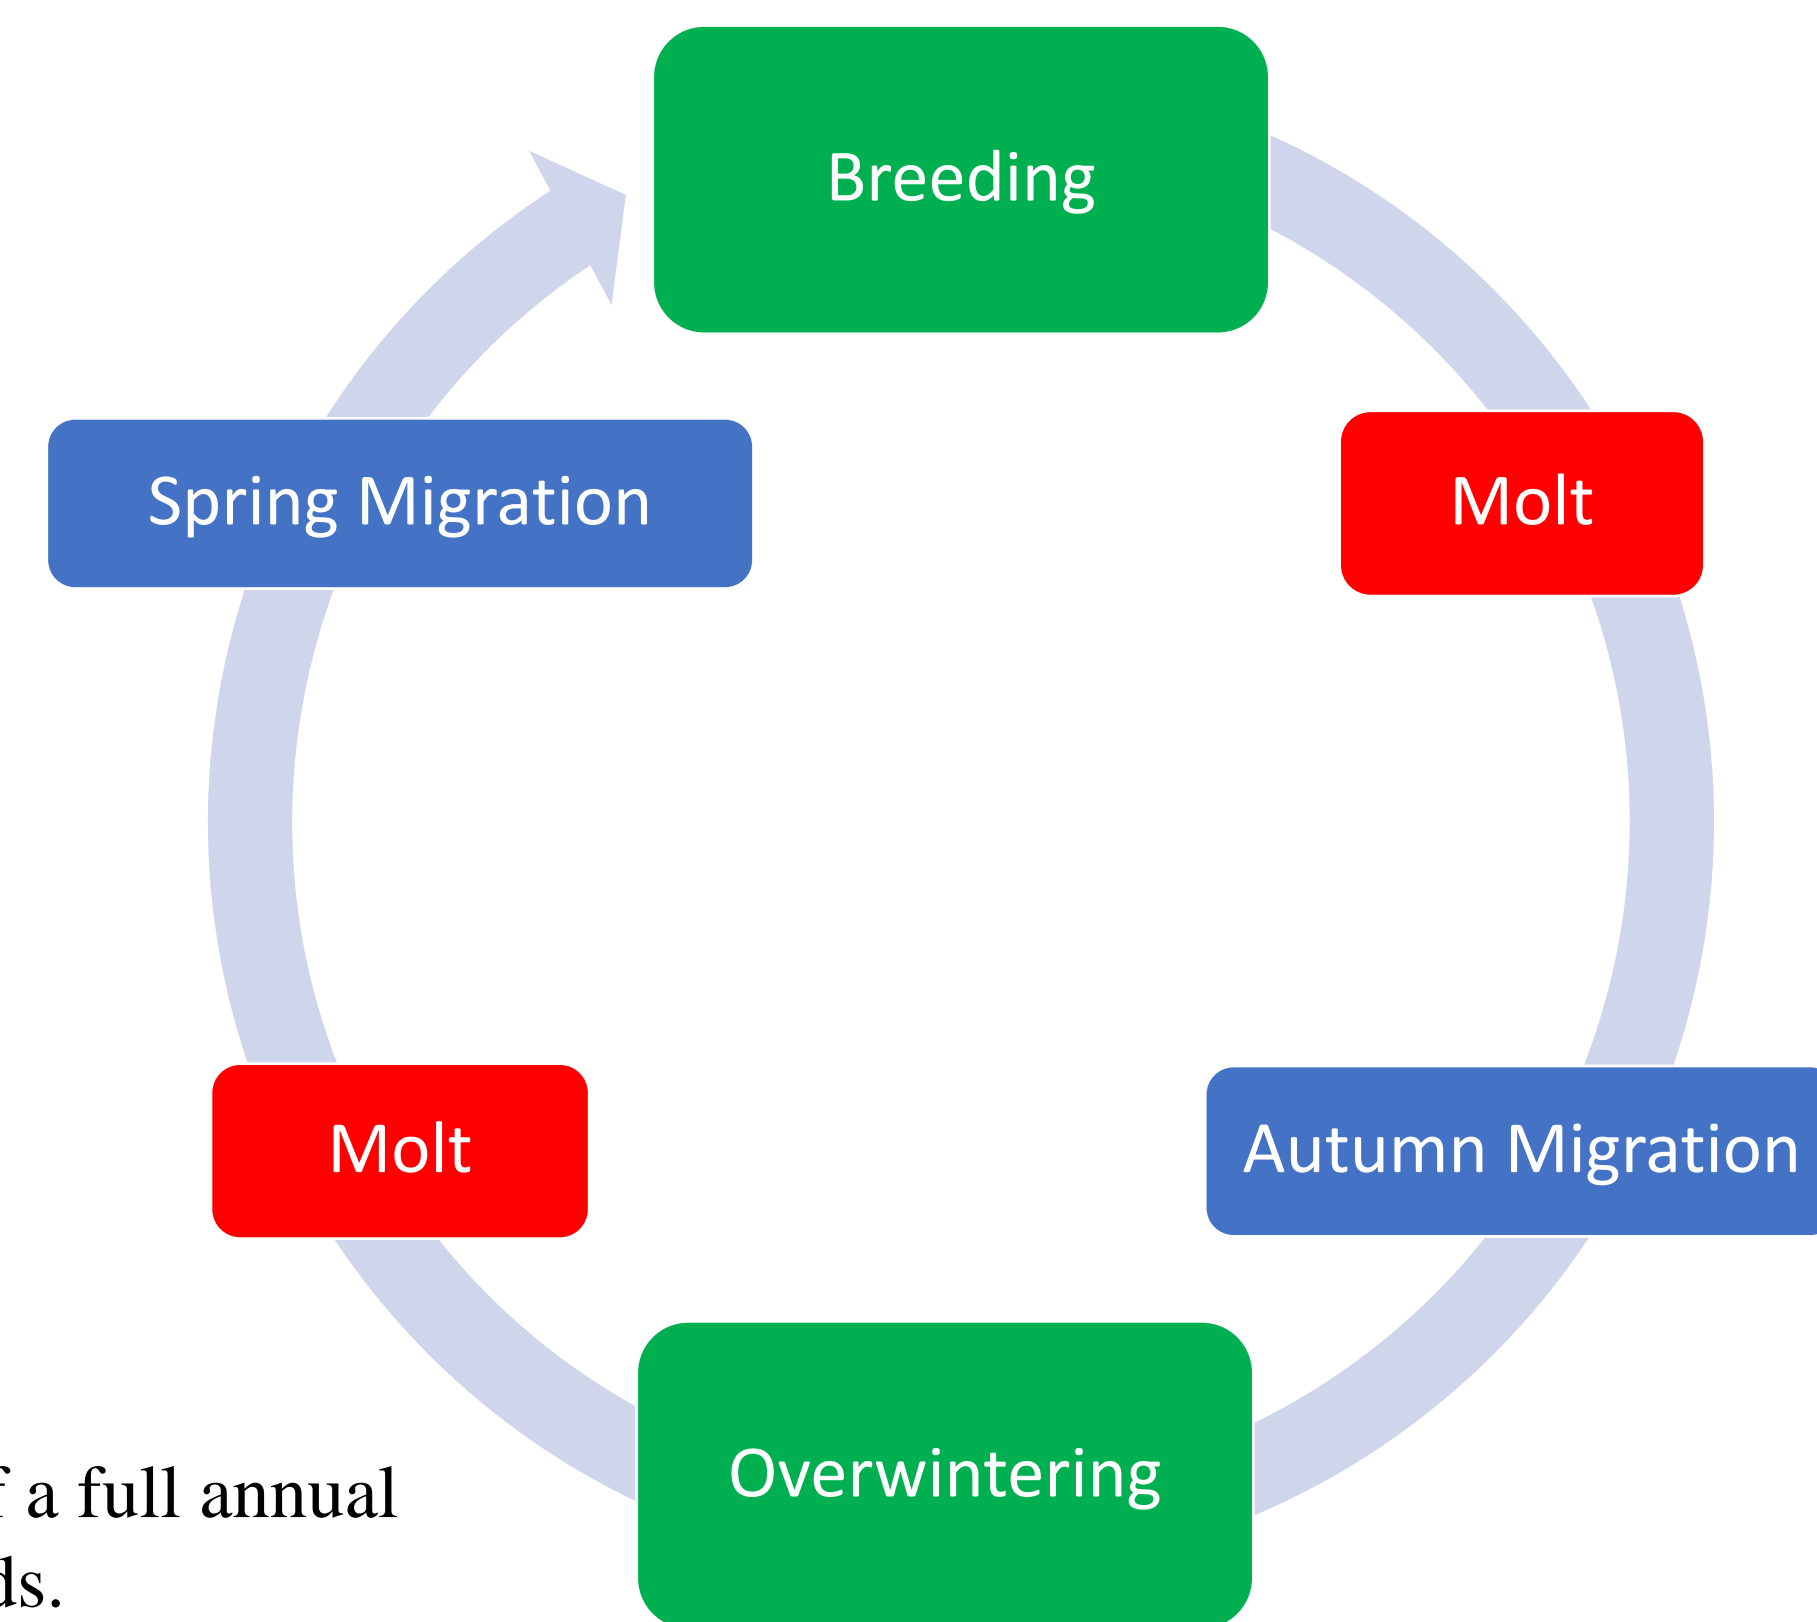 Breeding
Spring Migration
Molt
Molt
Autumn Migration
Overwintering
a full annual